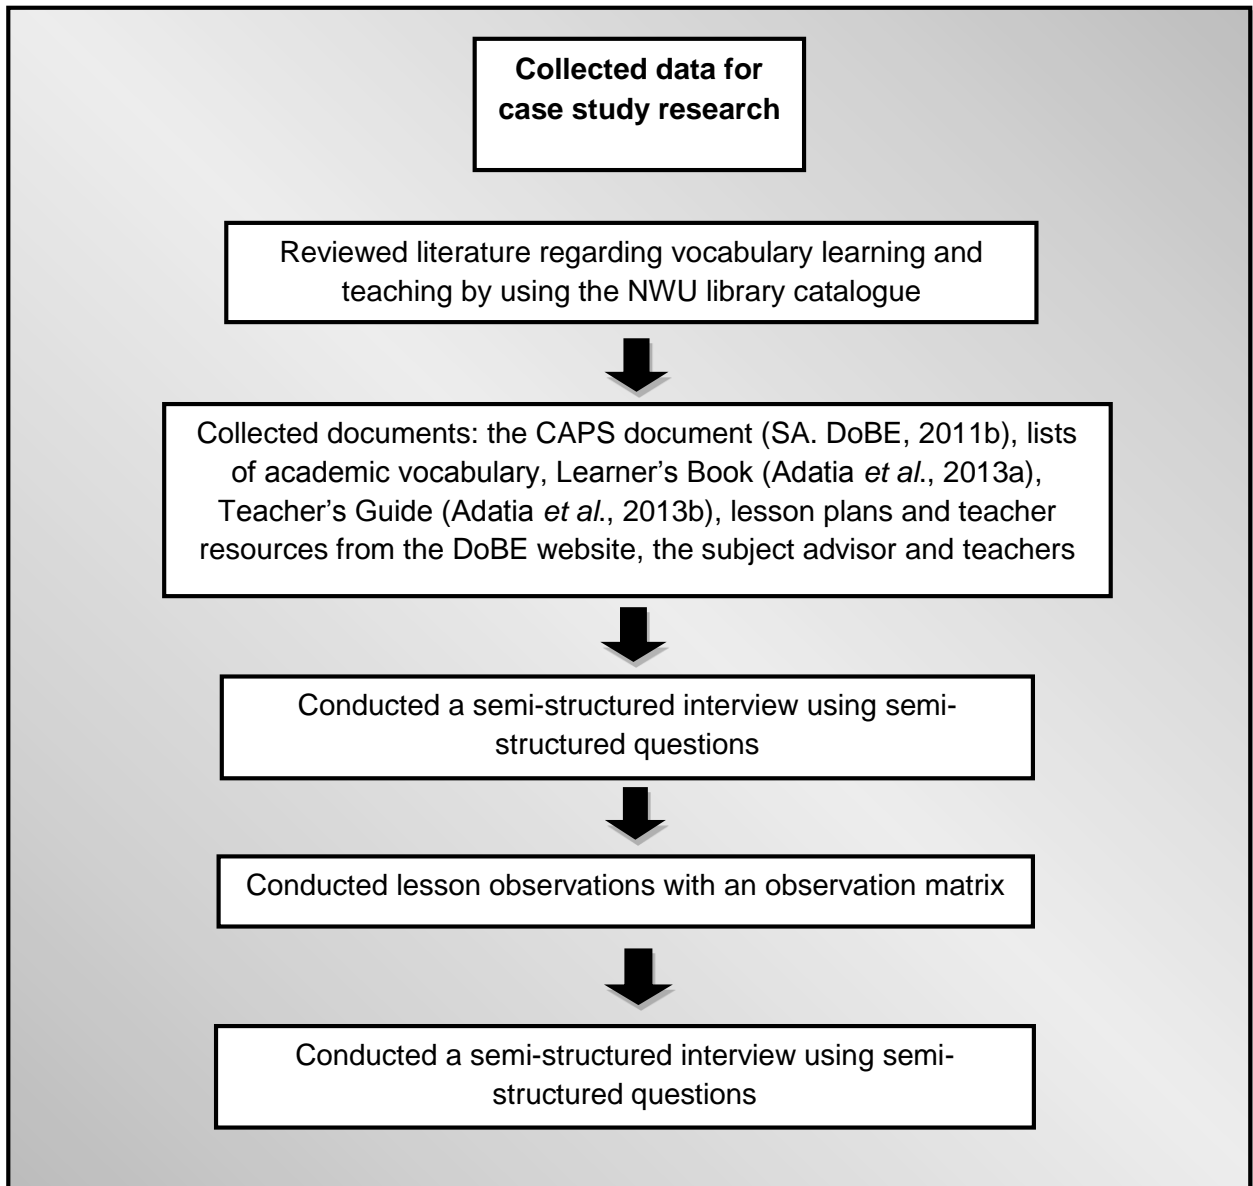 Collected data for
case study research
Reviewed literature regarding vocabulary learning and
teaching by using the NWU library catalogue
Collected documents: the CAPS document (SA. DoBE, 2011b), lists
of academic vocabulary, Learner’s Book (Adatia et al., 2013a),
Teacher’s Guide (Adatia et al., 2013b), lesson plans and teacher
resources from the DoBE website, the subject advisor and teachers
Conducted a semi-structured interview using semi-
structured questions
Conducted lesson observations with an observation matrix
Conducted a semi-structured interview using semi-
structured questions